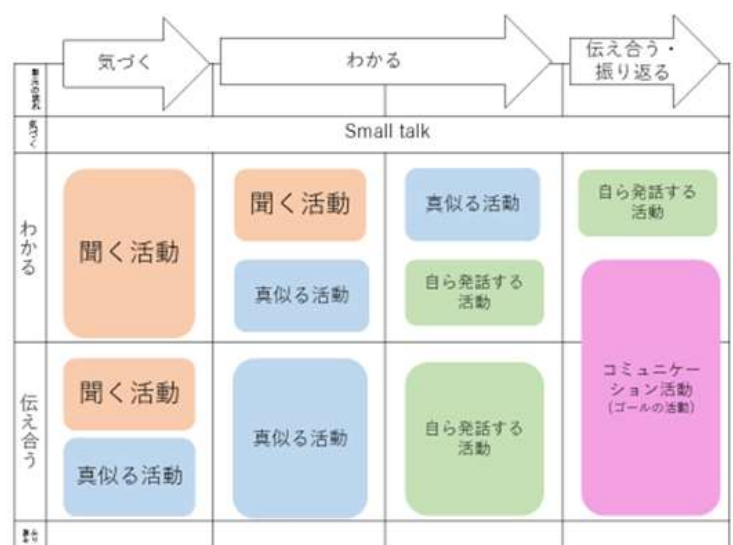 気づく
わかる
伝え合う・
振り返る
気づく
Small talk
わかる
聞く活動
聞く活動
真似る活動
真似る活動
自ら発話する
活動
自ら発話する
活動
伝え合う
聞く活動
真似る活動
真似る活動
自ら発話する
活動
コミュニケー
ション活動
(ゴールの活動)